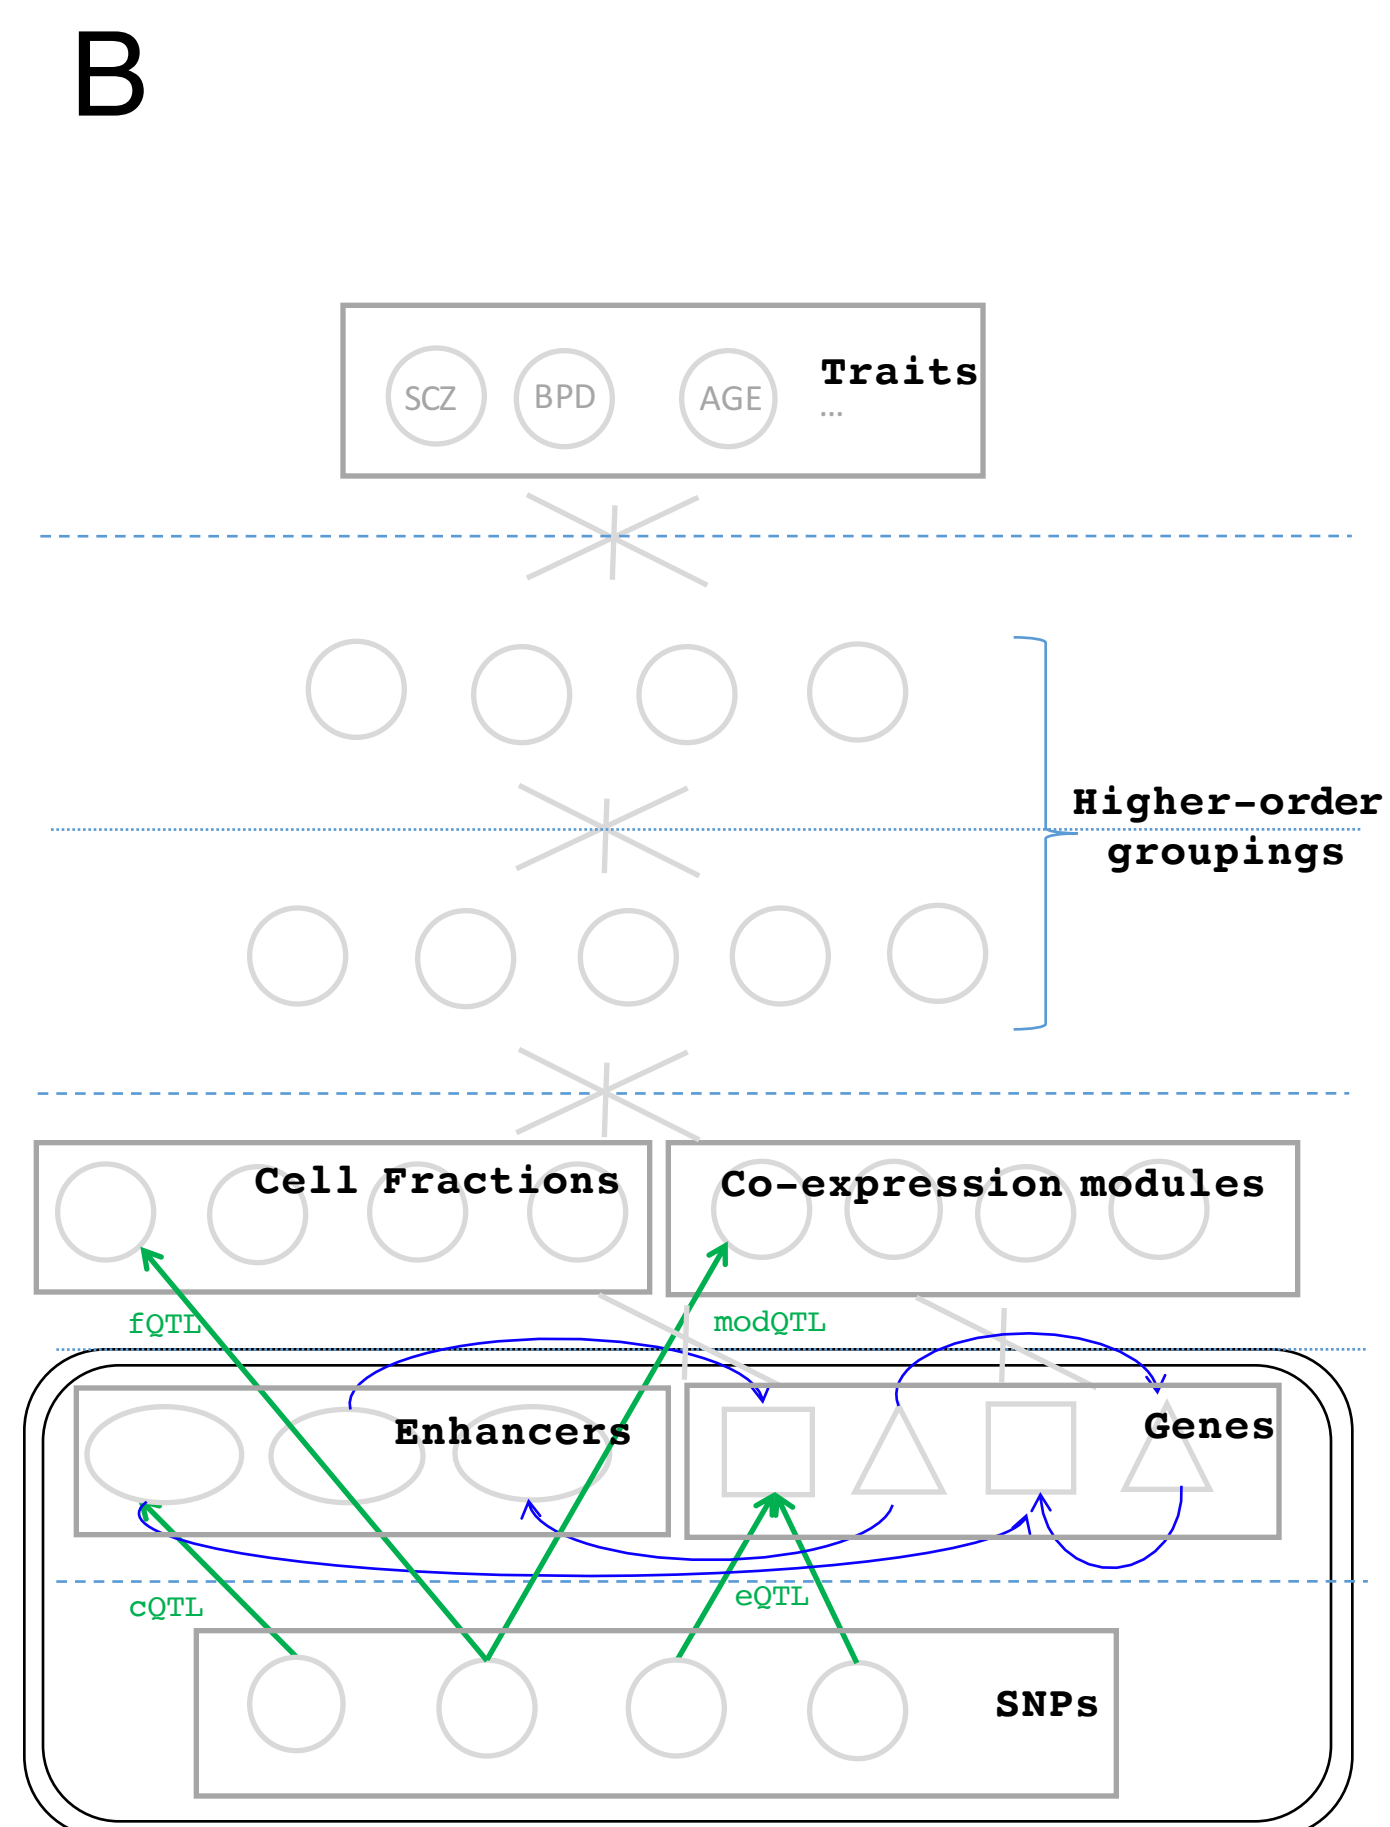 B
Traits
SCZ BPD AGE ...
Higher-order
groupings
Cell Fractions
Co-expression modules
fQTL
modQTL
Enhancers
Genes
cQTL
eQTL
SNPs